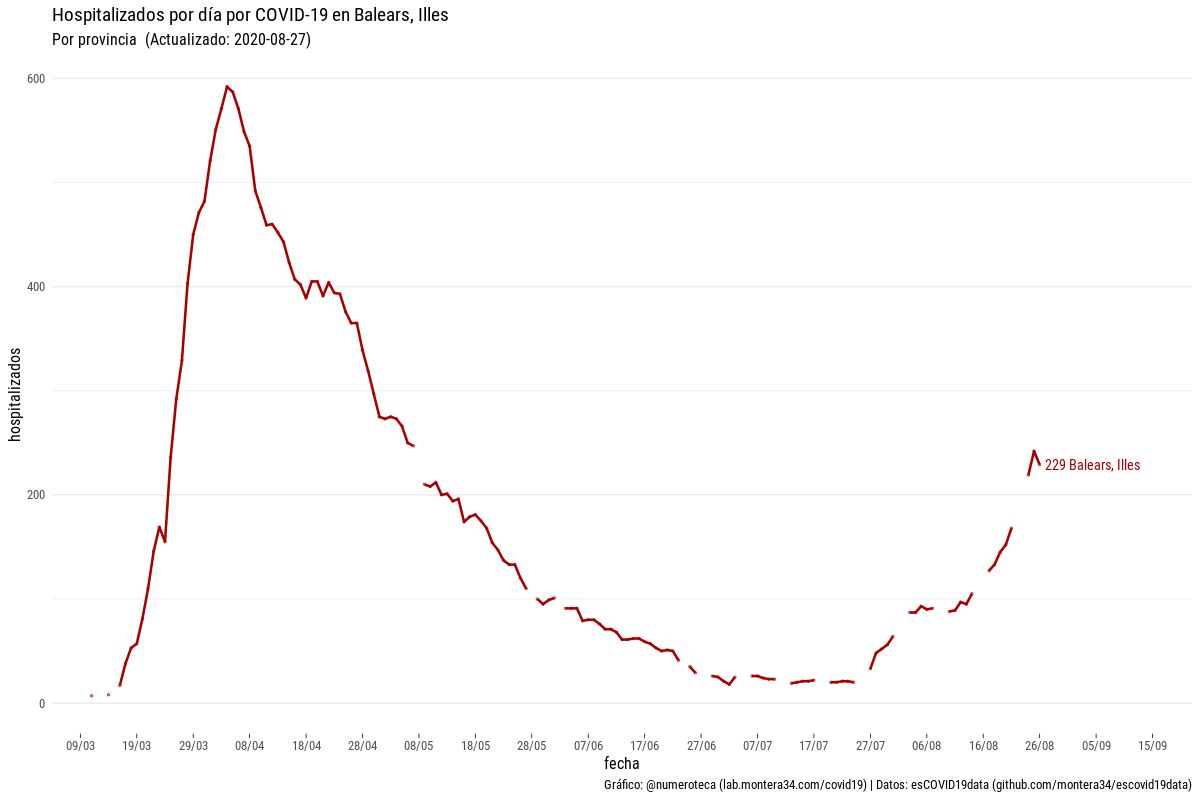 Hospitalizados por día por COVID-19 en Balears, Illes
Por provincia  (Actualizado: 2020-08-27)
hospitalizados
600
400
200
0
229 Balears, Illes
09/03 19/03 29/03 08/04 18/04 28/04 08/05 18/05 28/05 07/06 17/06 27/06 07/07 17/07 27/07 06/08 16/08 26/08 05/09 15/09
fecha
Gráfico: @numeroteca (lab.montera34.com/covid19) | Datos: esCOVID19data (github.com/montera34/escovid19data)